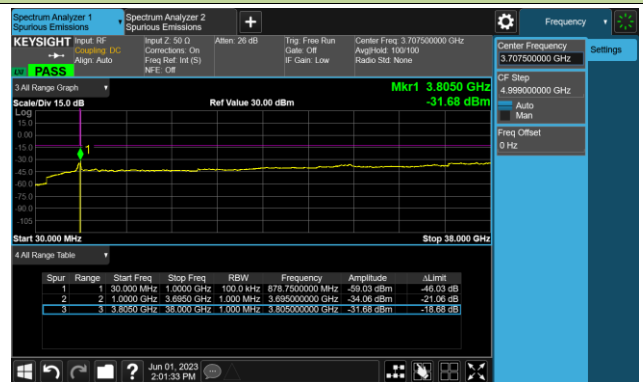 Spectrum Analyzer 1
Spurious Emissions
Spectrum Analyzer 2
Spurious Emissions
+
Frequency
KEYSIGHT
Input: RF
Coupling: DC
Align: Auto
Input Z: 50 Ω
Corrections: On
Freq Ref: Int (S)
NFE: Off
Atten: 26 dB
Trig: Free Run
Gate: Off
IF Gain: Low
Center Freq: 3.707500000 GHz
Avg|Hold: 100/100
Radio Std: None
PASS
Center Frequency
3.707500000 GHz
Settings
CF Step
4.999000000 GHz
Auto
Man
Freq Offset
0 Hz
3 All Range Graph
Mkr1 3.8050 GHz
Scale/Div 15.0 dB
Ref Value 30.00 dBm
-31.68 dBm
Log
15.0
0.00
-15.0
-30.0
-45.0
-60.0
-75.0
-90.0
-105
1
Start 30.000 MHz
Stop 38.000 GHz
4 All Range Table
Spur Range Start Freq Stop Freq RBW Frequency Amplitude ΔLimit
1 1 30.000 MHz 1.0000 GHz 100.0 kHz 878.7500000 MHz -59.03 dBm -46.03 dB
2 2 1.0000 GHz 3.6950 GHz 1.000 MHz 3.695000000 GHz -34.06 dBm -21.06 dB
3 3 3.8050 GHz 38.000 GHz 1.000 MHz 3.805000000 GHz -31.68 dBm -18.68 dB
?
Jun 01, 2023
2:01:33 PM